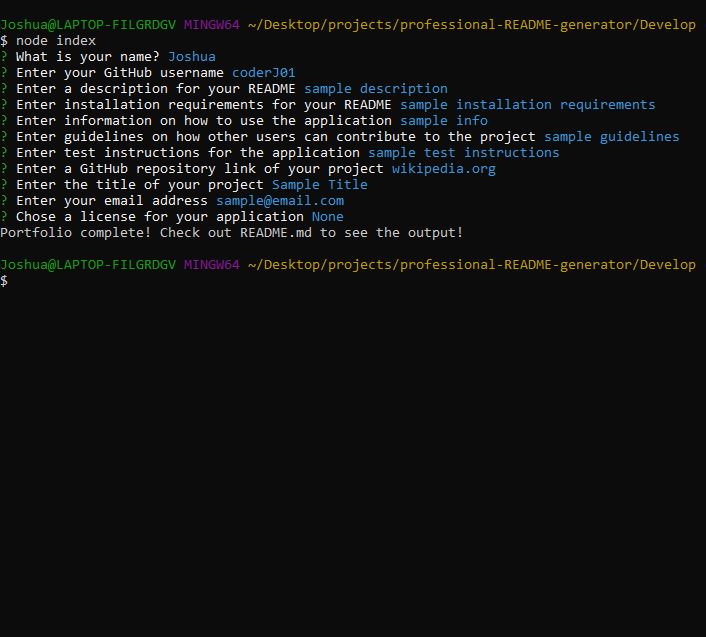 Joshua@LAPTOP-FILGRDGV MINGW64 ~/Desktop/projects/professional-README-generator/Develop
$ node index
? What is your name? Joshua
? Enter your GitHub username coderJ01
? Enter a description for your README sample description
? Enter installation requirements for your README sample installation requirements
? Enter information on how to use the application sample info
? Enter guidelines on how other users can contribute to the project sample guidelines
? Enter test instructions for the application sample test instructions
? Enter a GitHub repository link of your project wikipedia.org
? Enter the title of your project Sample Title
? Enter your email address sample@email.com
? Chose a license for your application None
Portfolio complete! Check out README.md to see the output!
Joshua@LAPTOP-FILGRDGV MINGW64 ~/Desktop/projects/professional-README-generator/Develop
$